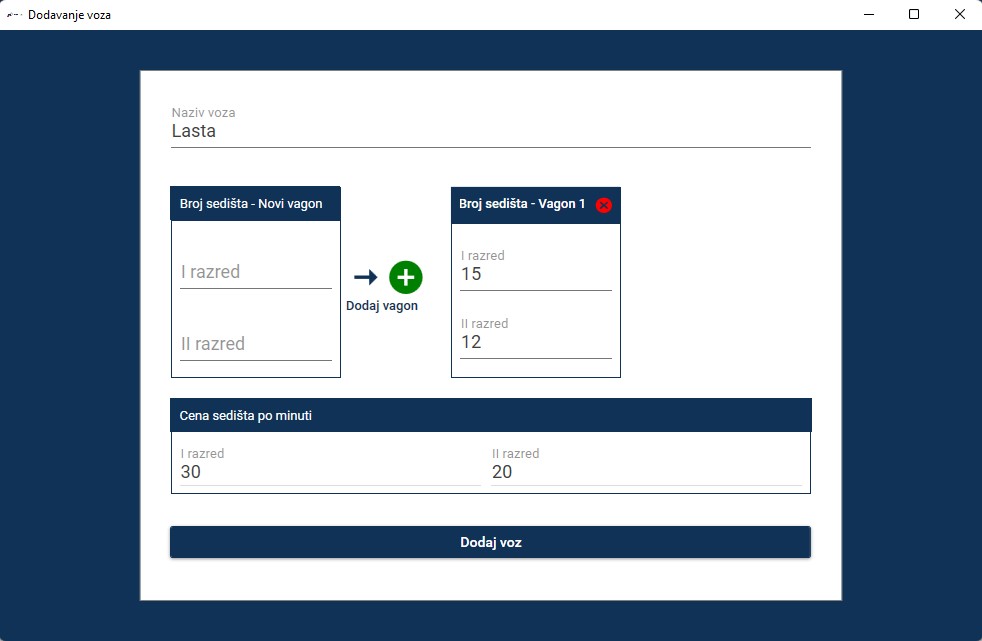 Dodavanje voza
Naziv voza
Lasta
Broj sedišta - Novi vagon
I razred
II razred
Dodaj vagon
Broj sedišta - Vagon 1
I razred
15
II razred
12
Cena sedišta po minuti
I razred
30
II razred
20
Dodaj voz